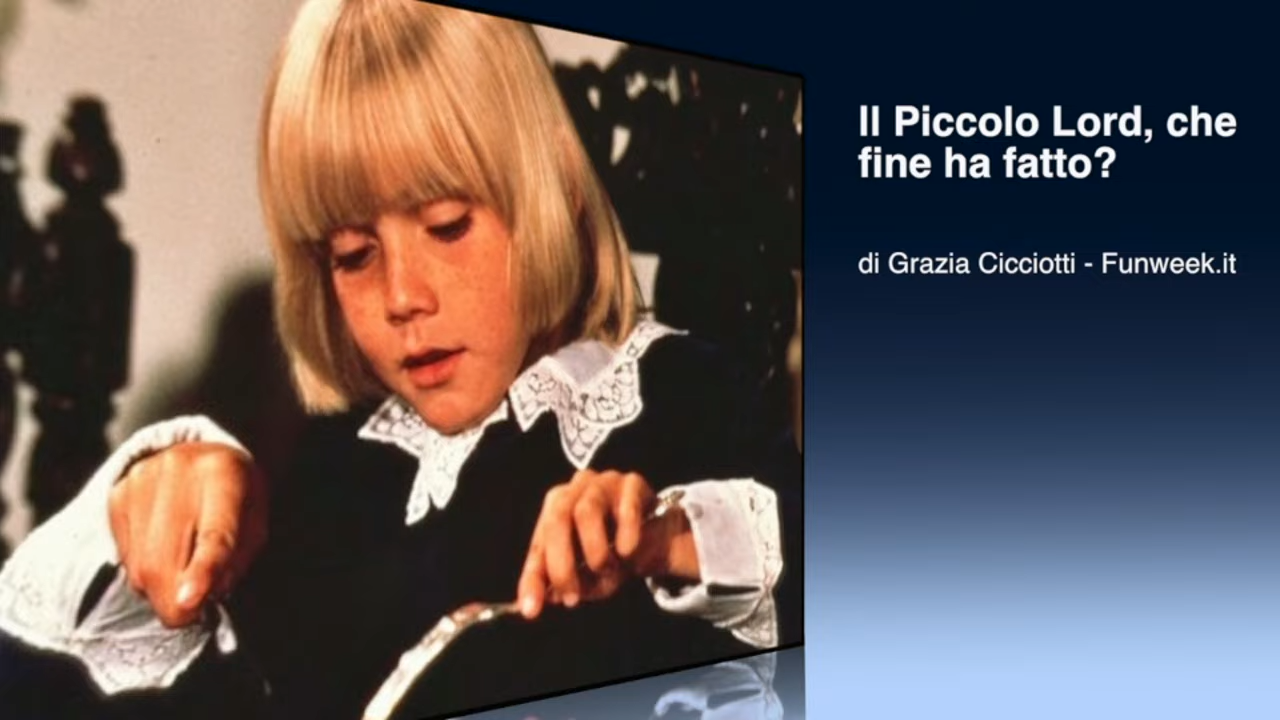 Il Piccolo Lord, che
fine ha fatto?
di Grazia Cicciotti - Funweek.it